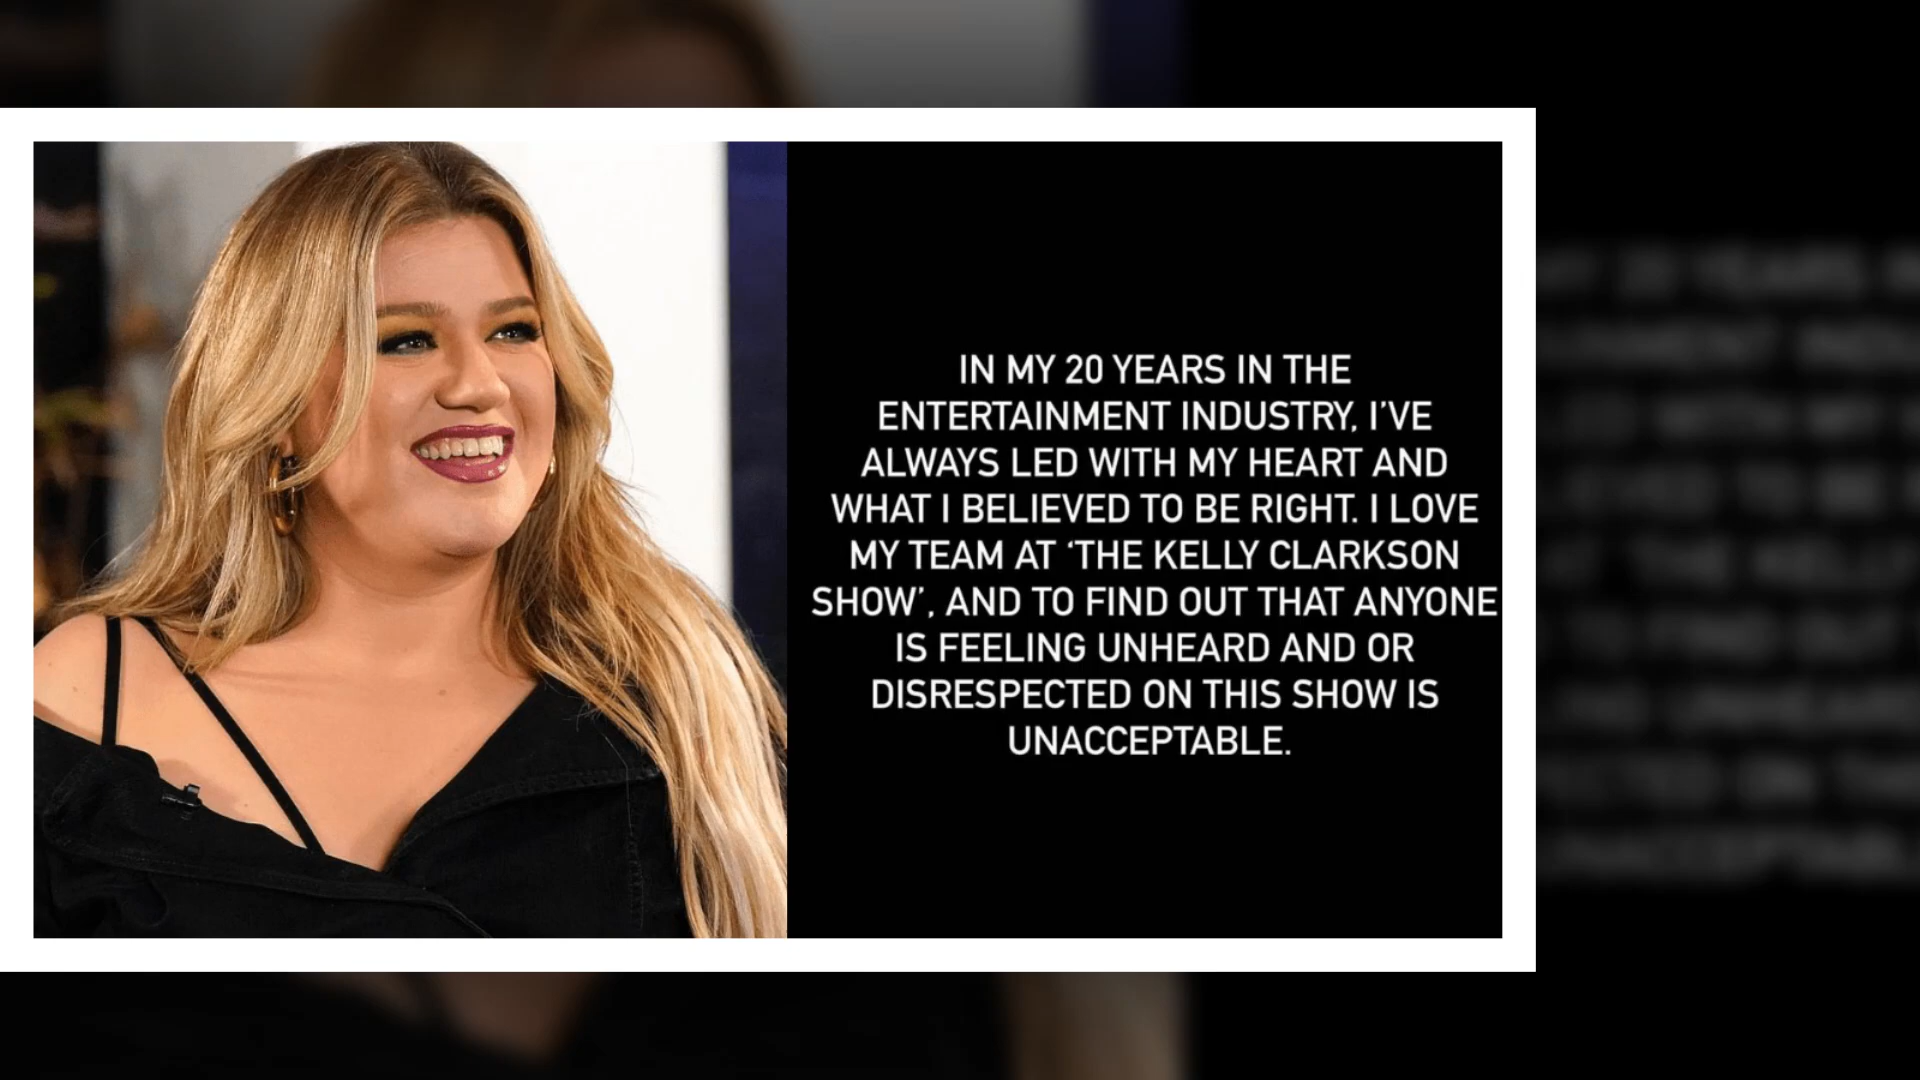 IN MY 20 YEARS IN THE
ENTERTAINMENT INDUSTRY, I’VE
ALWAYS LED WITH MY HEART AND
WHAT I BELIEVED TO BE RIGHT. I LOVE
MY TEAM AT ‘THE KELLY CLARKSON
SHOW’, AND TO FIND OUT THAT ANYONE
IS FEELING UNHEARD AND OR
DISRESPECTED ON THIS SHOW IS
UNACCEPTABLE.